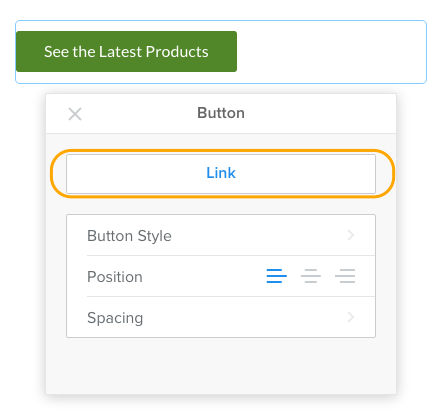 See the Latest Products
Button
Link
Button Style
Position
Spacing